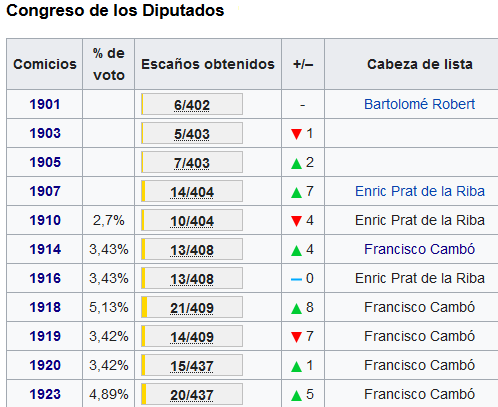 Congreso de los Diputados
Comicios % de voto Escaños obtenidos +/– Cabeza de lista
1901 6/402 - Bartolomé Robert
1903 5/403 1
1905 7/403 2
1907 14/404 7 Enric Prat de la Riba
1910 2,7% 10/404 4 Enric Prat de la Riba
1914 3,43% 13/408 4 Francisco Cambó
1916 3,43% 13/408 0 Enric Prat de la Riba
1918 5,13% 21/409 8 Francisco Cambó
1919 3,42% 14/409 7 Francisco Cambó
1920 3,42% 15/437 1 Francisco Cambó
1923 4,89% 20/437 5 Francisco Cambó